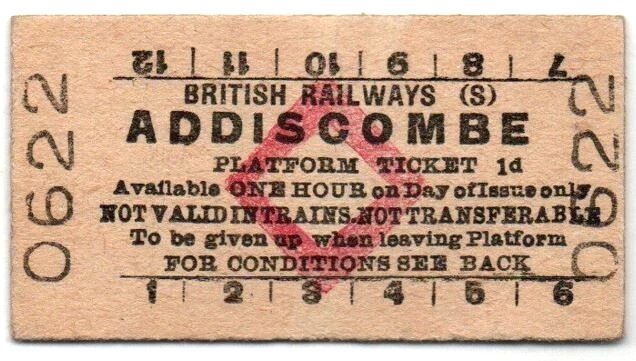 12 | 11 | 10 | 9 | 8 | 7
BRITISH RAILWAYS (S)
ADDISCOMBE
PLATFORM TICKET 1d
Available ONE HOUR on Day of Issue only
NOT VALID IN TRAINS. NOT TRANSFERABLE
To be given up when leaving Platform
FOR CONDITIONS SEE BACK
1 | 2 | 3 | 4 | 5 | 6
0622
0622